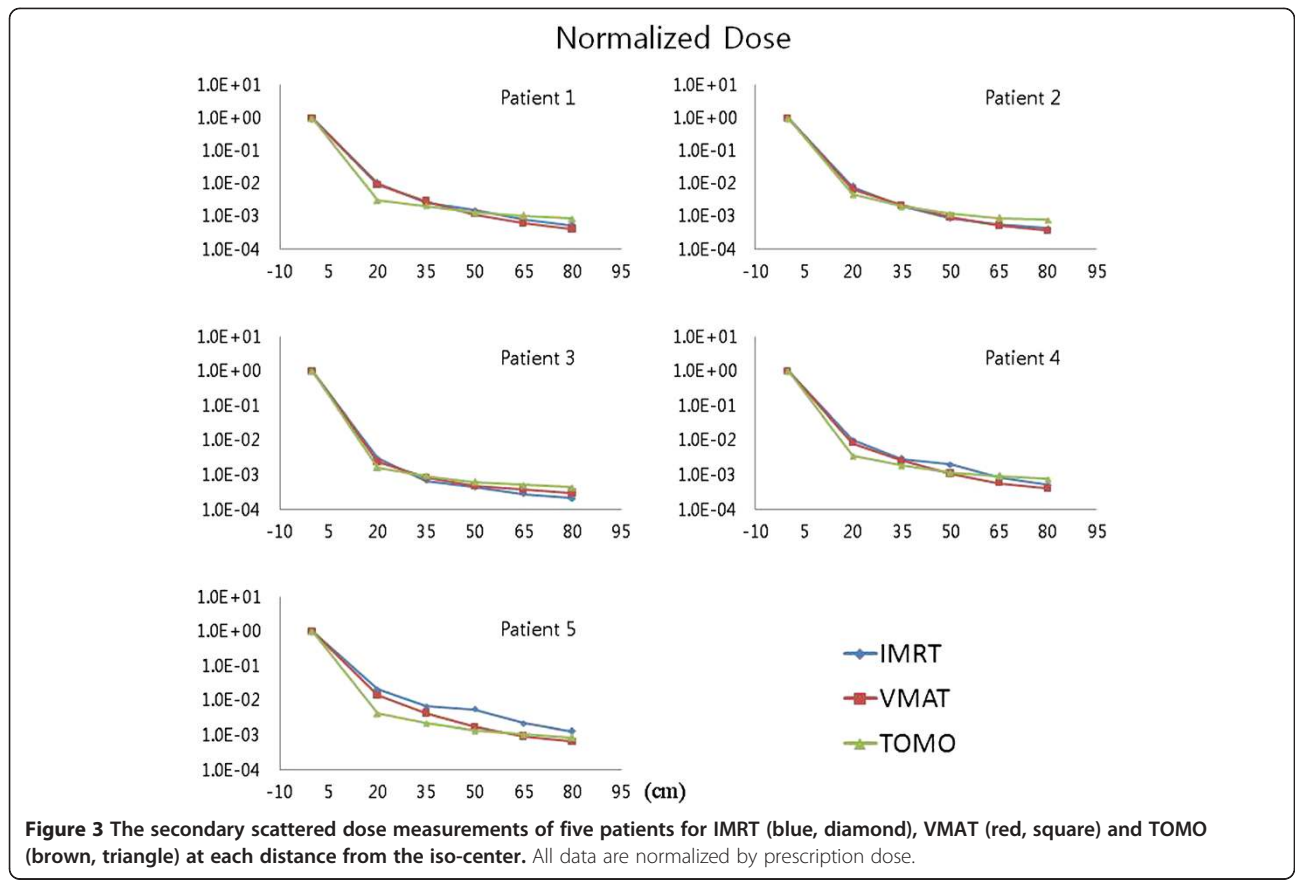 Normalized Dose
Patient 1
1.0E+01
1.0E+00
1.0E-01
1.0E-02
1.0E-03
1.0E-04
-10 5 20 35 50 65 80 95
Patient 2
1.0E+01
1.0E+00
1.0E-01
1.0E-02
1.0E-03
1.0E-04
-10 5 20 35 50 65 80 95
Patient 3
1.0E+01
1.0E+00
1.0E-01
1.0E-02
1.0E-03
1.0E-04
-10 5 20 35 50 65 80 95
Patient 4
1.0E+01
1.0E+00
1.0E-01
1.0E-02
1.0E-03
1.0E-04
-10 5 20 35 50 65 80 95
Patient 5
1.0E+01
1.0E+00
1.0E-01
1.0E-02
1.0E-03
1.0E-04
-10 5 20 35 50 65 80 95 (cm)
IMRT
VMAT
TOMO
Figure 3 The secondary scattered dose measurements of five patients for IMRT (blue, diamond), VMAT (red, square) and TOMO
(brown, triangle) at each distance from the iso-center. All data are normalized by prescription dose.